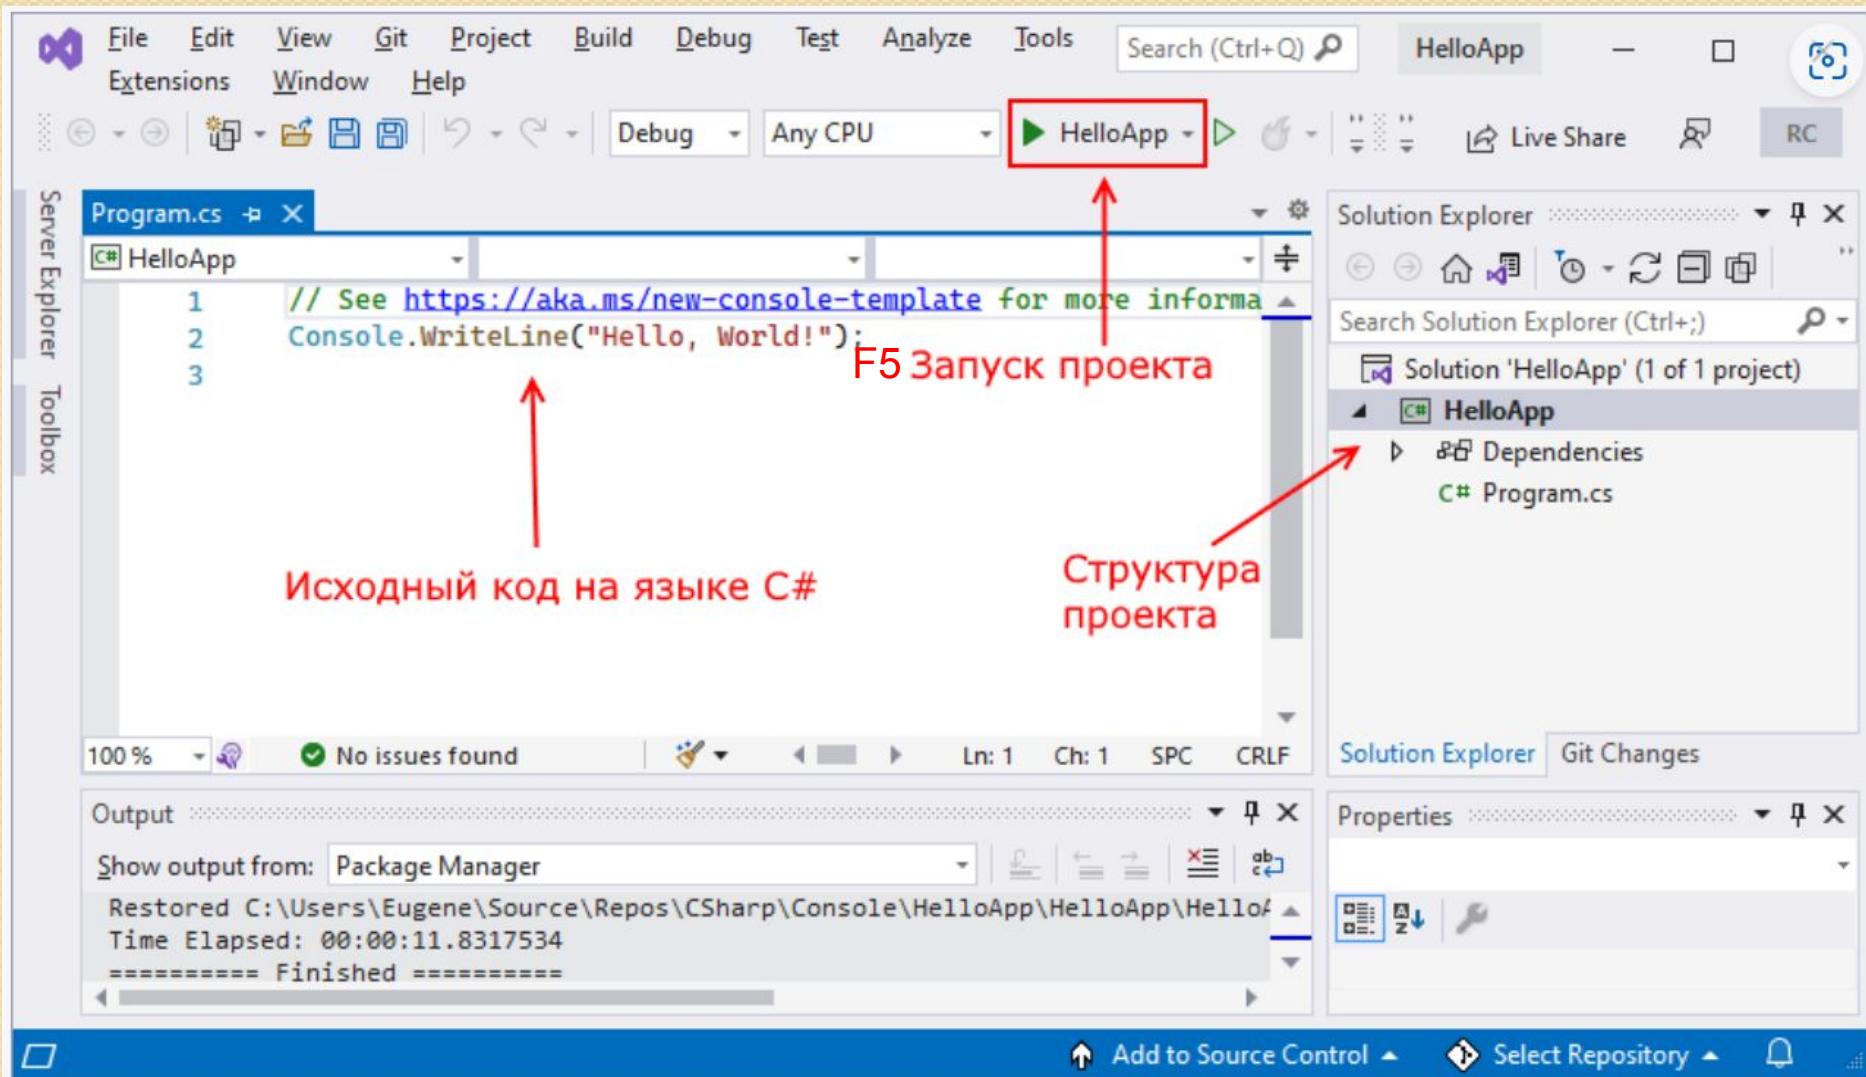 File Edit View Git Project Build Debug Test Analyze Tools Search (Ctrl+Q) HelloApp
Extensions Window Help
Debug Any CPU HelloApp Live Share RC
Server Explorer
Toolbox
Program.cs
C# HelloApp
1 // See https://aka.ms/new-console-template for more informa
2 Console.WriteLine("Hello, World!");
3
F5 Запуск проекта
Исходный код на языке C#
Структура
проекта
100 % No issues found Ln: 1 Ch: 1 SPC CRLF
Solution Explorer
Search Solution Explorer (Ctrl+;)
Solution 'HelloApp' (1 of 1 project)
C# HelloApp
Dependencies
C# Program.cs
Solution Explorer Git Changes
Output
Show output from: Package Manager
Restored C:\Users\Eugene\Source\Repos\CSharp\Console\HelloApp\HelloApp\HelloA
Time Elapsed: 00:00:11.8317534
========== Finished ==========
Properties
Add to Source Control Select Repository